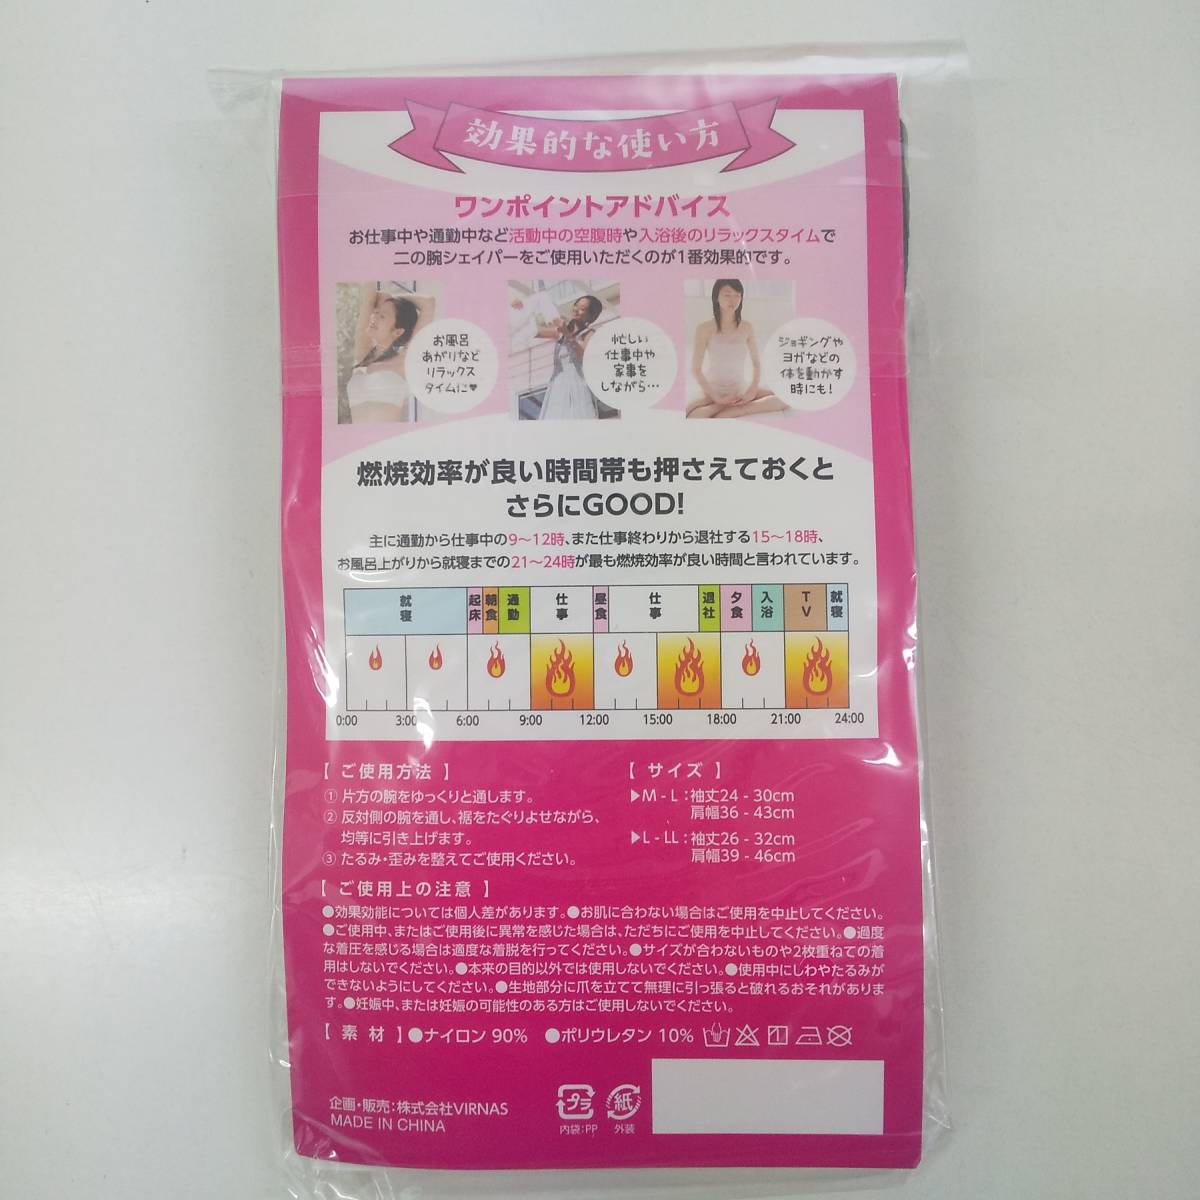 効果的な使い方
ワンポイントアドバイス
お仕事中や通勤中など活動中の空腹時や入浴後のリラックスタイムで
二の腕シェイパーをご使用いただくのが1番効果的です。
お風呂
あがりなど
リラックス
タイムに♥
忙しい
仕事中や
家事を
しながら…
ジョギングや
ヨガなどの
体を動かす
時にも!
燃焼効率が良い時間帯も押さえておくと
さらにGOOD!
主に通勤から仕事中の9～12時、また仕事終わりから退社する15～18時、
お風呂上がりから就寝までの21～24時が最も燃焼効率が良い時間と言われています。
就寝 起床 朝食 通勤 仕事 昼食 仕事 退社 夕食 入浴 TV 就寝
0:00 3:00 6:00 9:00 12:00 15:00 18:00 21:00 24:00
【 ご使用方法 】
① 片方の腕をゆっくりと通します。
② 反対側の腕を通し、裾をたぐりよせながら、
均等に引き上げます。
③ たるみ・歪みを整えてご使用ください。
【 サイズ 】
▶M - L : 袖丈24 - 30cm
肩幅36 - 43cm
▶L - LL : 袖丈26 - 32cm
肩幅39 - 46cm
【 ご使用上の注意 】
●効果効能については個人差があります。●お肌に合わない場合はご使用を中止してください。
●ご使用中、またはご使用後に異常を感じた場合は、ただちにご使用を中止してください。●過度
な着圧を感じる場合は適度な着脱を行ってください。●サイズが合わないものや2枚重ねての着
用はしないでください。●本来の目的以外では使用しないでください。●使用中にしわやたるみが
できないようにしてください。●生地部分に爪を立てて無理に引っ張ると破れるおそれがありま
す。●妊娠中、または妊娠の可能性のある方はご使用しないでください。
【 素 材 】●ナイロン 90% ●ポリウレタン 10%
企画・販売：株式会社VIRNAS
MADE IN CHINA
プラ
内袋:PP
紙
外装